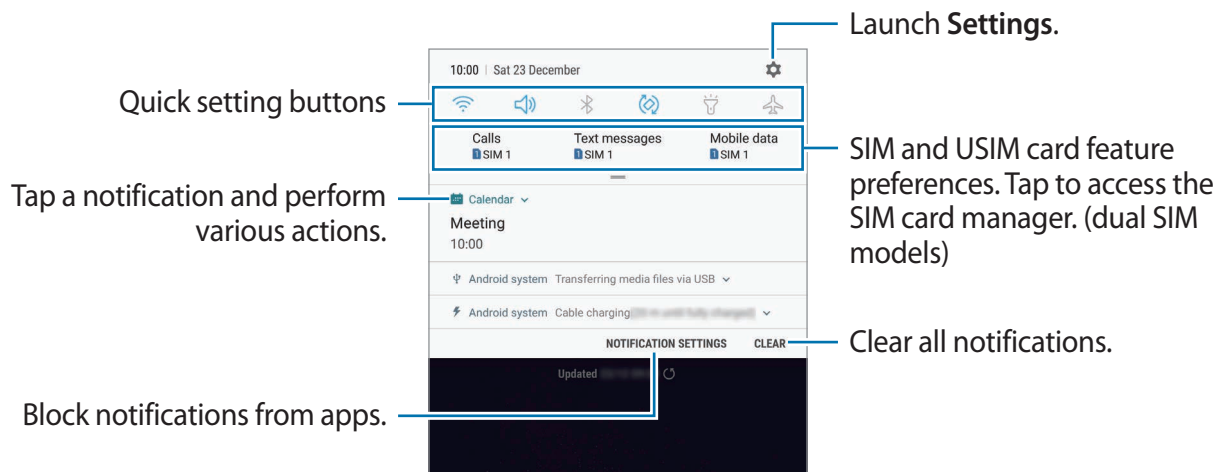 Launch Settings.
10:00 | Sat 23 December
Quick setting buttons
Calls
Text messages
Mobile data
1 SIM 1
1 SIM 1
1 SIM 1
SIM and USIM card feature
preferences. Tap to access the
SIM card manager. (dual SIM
models)
Tap a notification and perform
various actions.
Calendar
Meeting
10:00
Android system Transferring media files via USB
Android system Cable charging
NOTIFICATION SETTINGS
CLEAR
Clear all notifications.
Updated
Block notifications from apps.